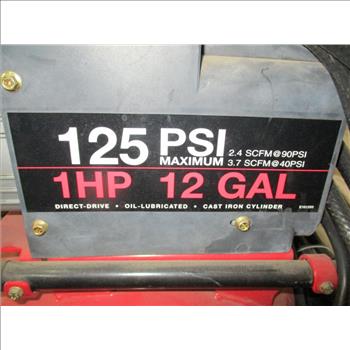 125 PSI
MAXIMUM
2.4 SCFM@90PSI
3.7 SCFM@40PSI
1HP 12 GAL
DIRECT-DRIVE • OIL-LUBRICATED • CAST IRON CYLINDER